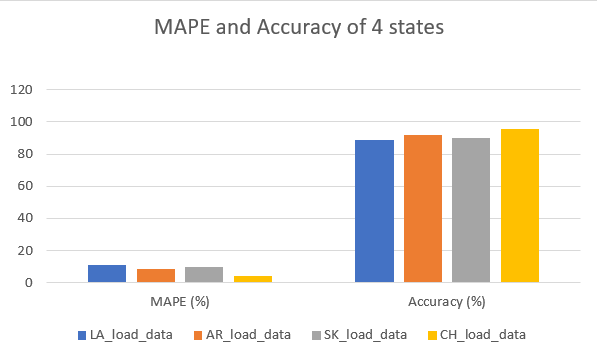 MAPE and Accuracy of 4 states
120
100
80
60
40
20
0
MAPE (%) Accuracy (%)
LA_load_data AR_load_data SK_load_data CH_load_data